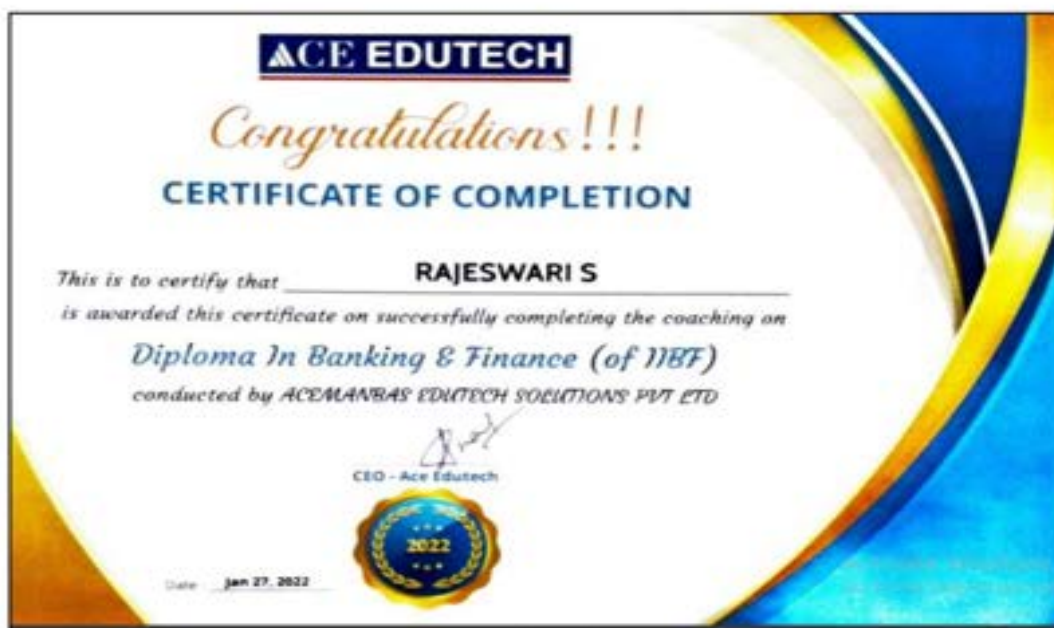 ACE EDUTECH
Congratulations!!!
CERTIFICATE OF COMPLETION
This is to certify that RAJESWARI S
is awarded this certificate on successfully completing the coaching on
Diploma In Banking & Finance (of IIBF)
conducted by ACEMANBAS EDUTECH SOLUTIONS PVT LTD
CEO - Ace Edutech
2022
Date Jan 27, 2022